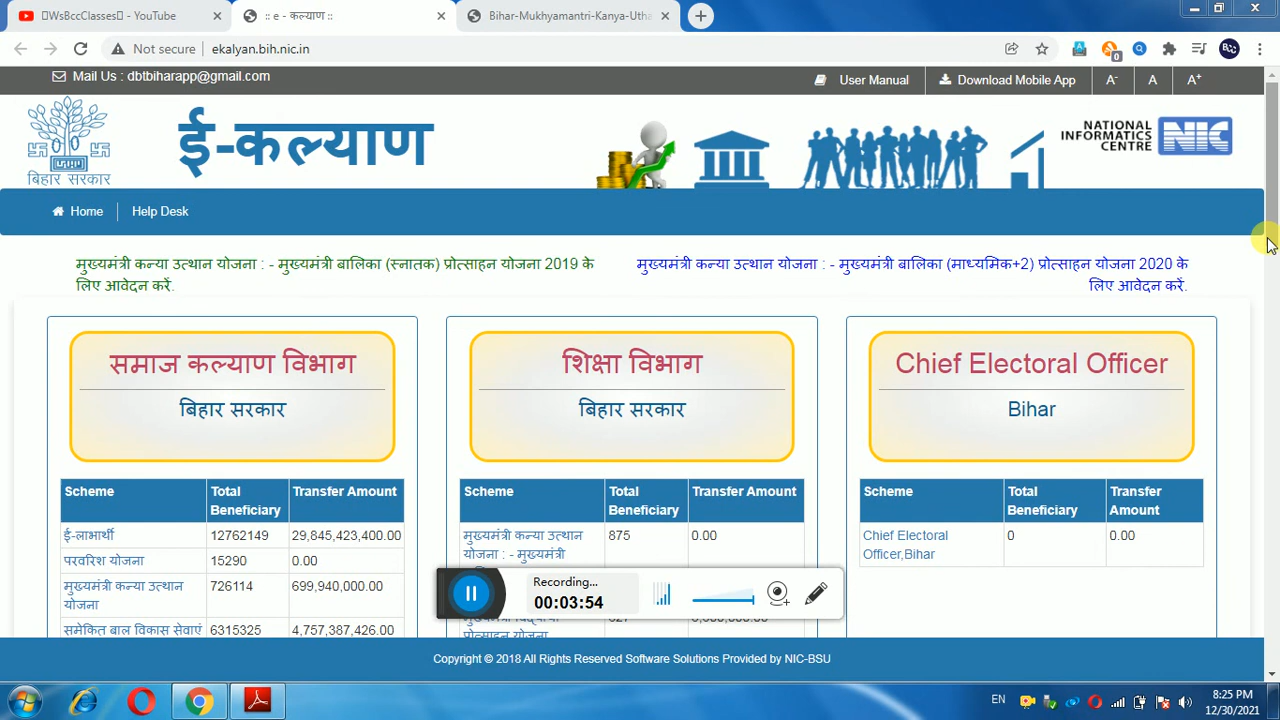 WsBccClasses - YouTube
:: e - कल्याण ::
Bihar-Mukhyamantri-Kanya-Utha
Not secure
ekalyan.bih.nic.in
0
Mail Us : dbtbiharapp@gmail.com
User Manual
Download Mobile App
A-
A
A+
बिहार सरकार
ई-कल्याण
NATIONAL
INFORMATICS
CENTRE
NIC
Home
Help Desk
मुख्यमंत्री कन्या उत्थान योजना : - मुख्यमंत्री बालिका (स्नातक) प्रोत्साहन योजना 2019 के
लिए आवेदन करें.
मुख्यमंत्री कन्या उत्थान योजना : - मुख्यमंत्री बालिका (माध्यमिक+2) प्रोत्साहन योजना 2020 के
लिए आवेदन करें.
समाज कल्याण विभाग
बिहार सरकार
Scheme
Total
Beneficiary
Transfer Amount
ई-लाभार्थी
12762149
29,845,423,400.00
परवरिश योजना
15290
0.00
मुख्यमंत्री कन्या उत्थान
योजना
726114
699,940,000.00
समेकित बाल विकास सेवाएं
6315325
4,757,387,426.00
शिक्षा विभाग
बिहार सरकार
Scheme
Total
Beneficiary
Transfer Amount
मुख्यमंत्री कन्या उत्थान
योजना : - मुख्यमंत्री
875
0.00
Chief Electoral Officer
Bihar
Scheme
Total
Beneficiary
Transfer
Amount
Chief Electoral
Officer,Bihar
0
0.00
Recording...
00:03:54
Copyright © 2018 All Rights Reserved Software Solutions Provided by NIC-BSU
EN
8:25 PM
12/30/2021